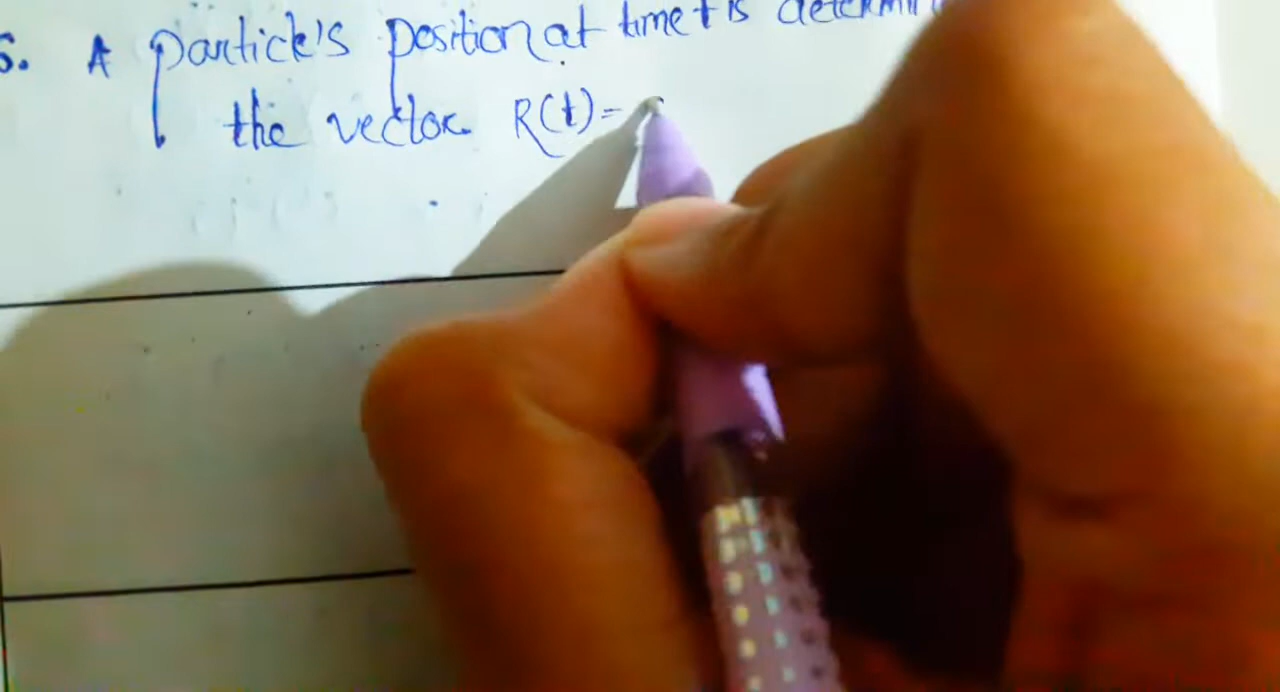 5. A particle's position at time t is
the vector R(t)=